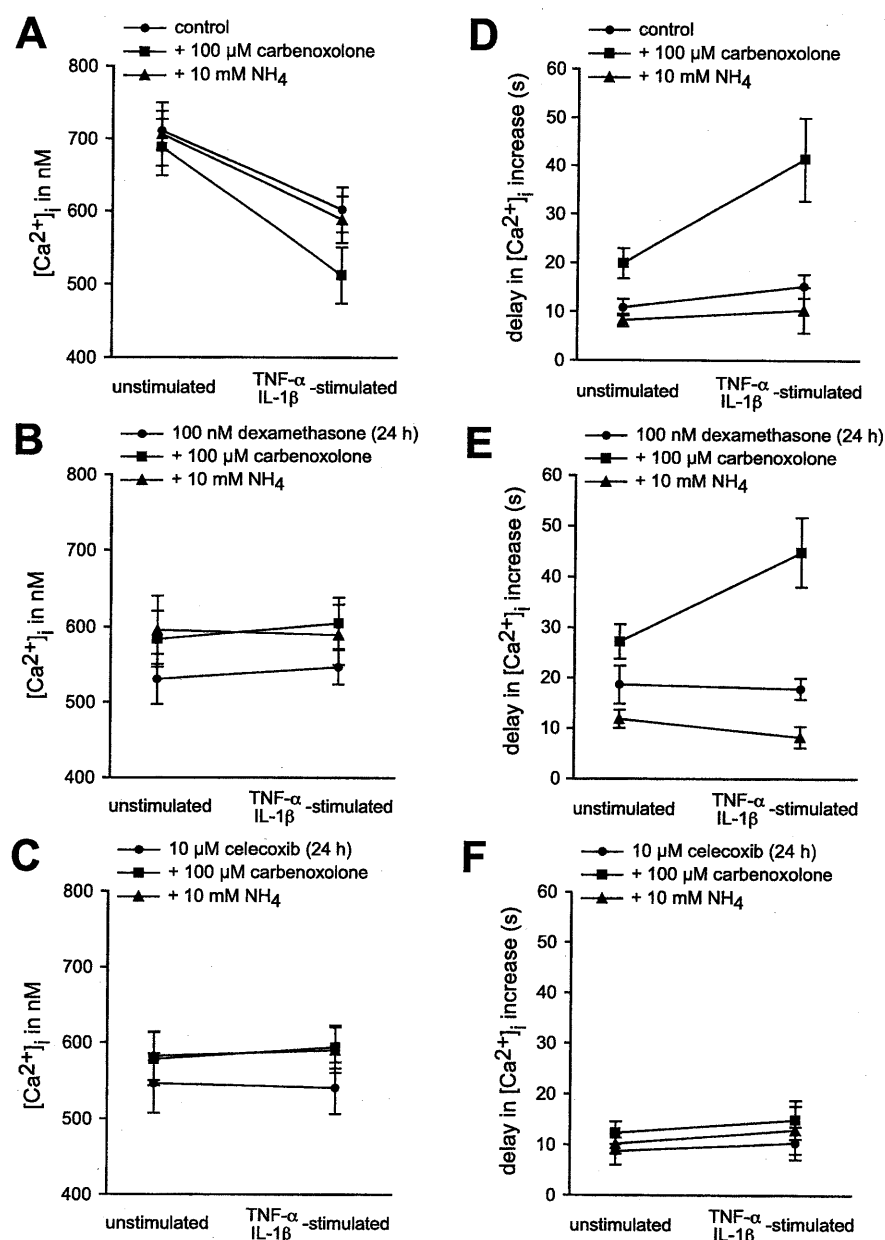 A
control
+ 100 µM carbenoxolone
+ 10 mM NH4
800
700
600
500
400
[Ca2+]i in nM
unstimulated
TNF-α
IL-1β
-stimulated
D
control
+ 100 µM carbenoxolone
+ 10 mM NH4
60
50
40
30
20
10
0
delay in [Ca2+]i increase (s)
unstimulated
TNF-α
IL-1β
-stimulated
B
100 nM dexamethasone (24 h)
+ 100 µM carbenoxolone
+ 10 mM NH4
800
700
600
500
400
[Ca2+]i in nM
unstimulated
TNF-α
IL-1β
-stimulated
E
100 nM dexamethasone (24 h)
+ 100 µM carbenoxolone
+ 10 mM NH4
60
50
40
30
20
10
0
delay in [Ca2+]i increase (s)
unstimulated
TNF-α
IL-1β
-stimulated
C
10 µM celecoxib (24 h)
+ 100 µM carbenoxolone
+ 10 mM NH4
800
700
600
500
400
[Ca2+]i in nM
unstimulated
TNF-α
IL-1β
-stimulated
F
10 µM celecoxib (24 h)
+ 100 µM carbenoxolone
+ 10 mM NH4
60
50
40
30
20
10
0
delay in [Ca2+]i increase (s)
unstimulated
TNF-α
IL-1β
-stimulated